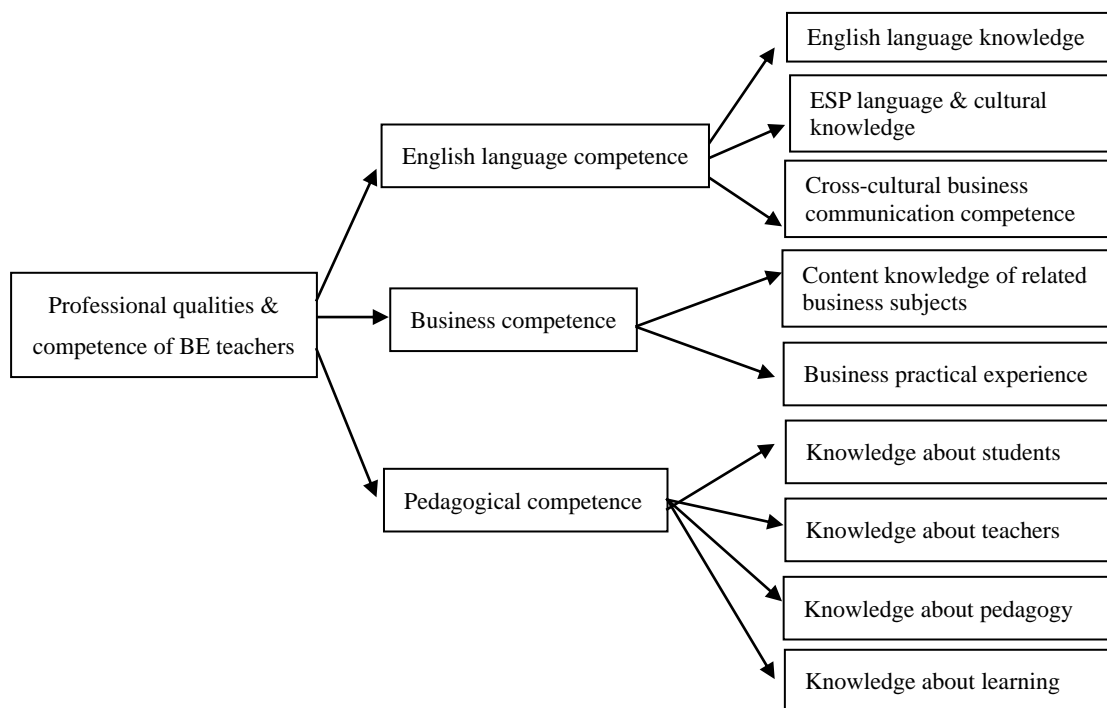 Professional qualities &
competence of BE teachers
English language competence
Business competence
Pedagogical competence
English language knowledge
ESP language & cultural
knowledge
Cross-cultural business
communication competence
Content knowledge of related
business subjects
Business practical experience
Knowledge about students
Knowledge about teachers
Knowledge about pedagogy
Knowledge about learning